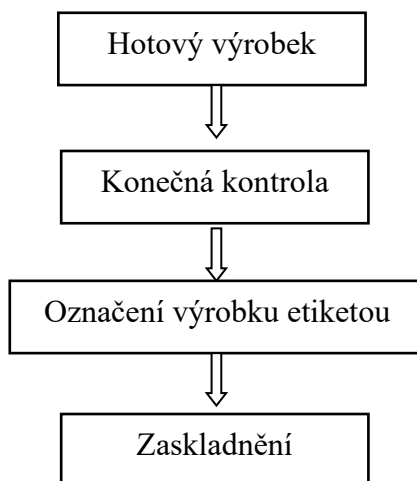 Hotový výrobek
Konečná kontrola
Označení výrobku etiketou
Zaskladnění